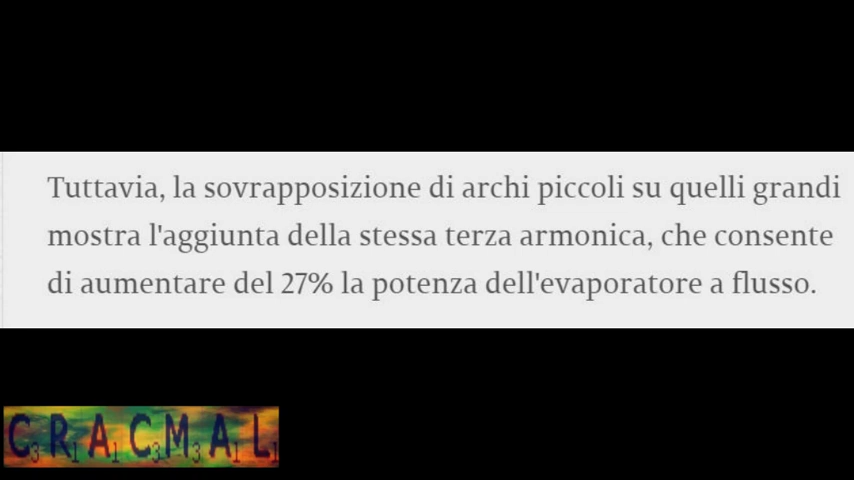 Tuttavia, la sovrapposizione di archi piccoli su quelli grandi
mostra l'aggiunta della stessa terza armonica, che consente
di aumentare del 27% la potenza dell'evaporatore a flusso.
C3R1A1C3M3A1L1